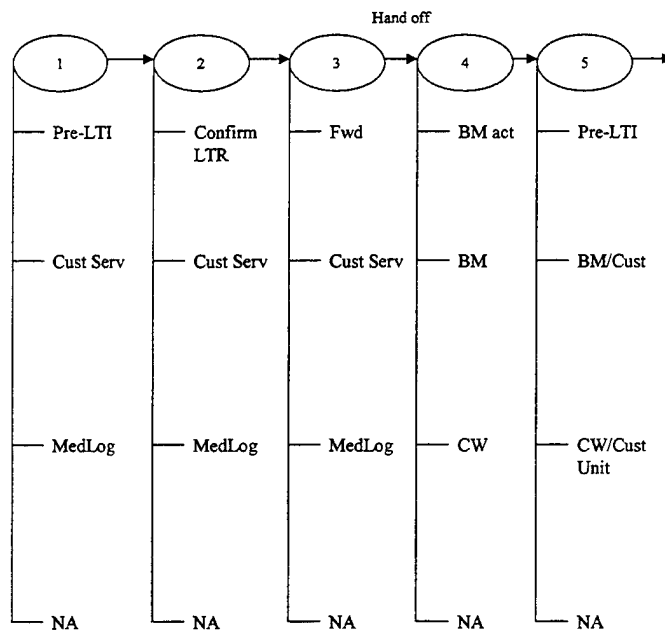 Hand off
1
2
3
4
5
Pre-LTI
Confirm
LTR
Fwd
BM act
Pre-LTI
Cust Serv
Cust Serv
Cust Serv
BM
BM/Cust
MedLog
MedLog
MedLog
CW
CW/Cust
Unit
NA
NA
NA
NA
NA